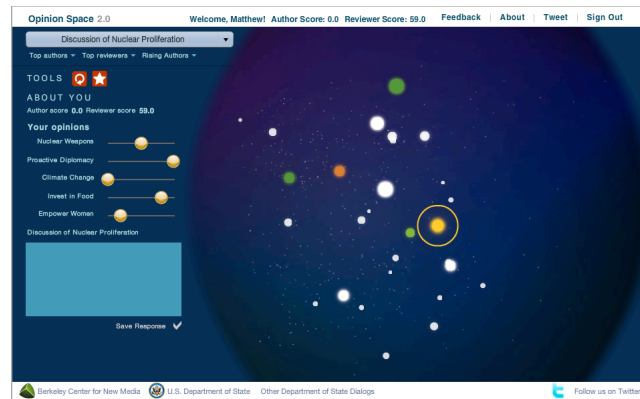 Opinion Space 2.0
Welcome, Matthew! Author Score: 0.0 Reviewer Score: 59.0
Feedback | About | Tweet | Sign Out
Discussion of Nuclear Proliferation
Top authors Top reviewers Rising Authors
TOOLS
ABOUT YOU
Author score 0.0 Reviewer score 59.0
Your opinions
Nuclear Weapons
Proactive Diplomacy
Climate Change
Invest in Food
Empower Women
Discussion of Nuclear Proliferation
Save Response
Berkeley Center for New Media U.S. Department of State Other Department of State Dialogs Follow us on Twitter